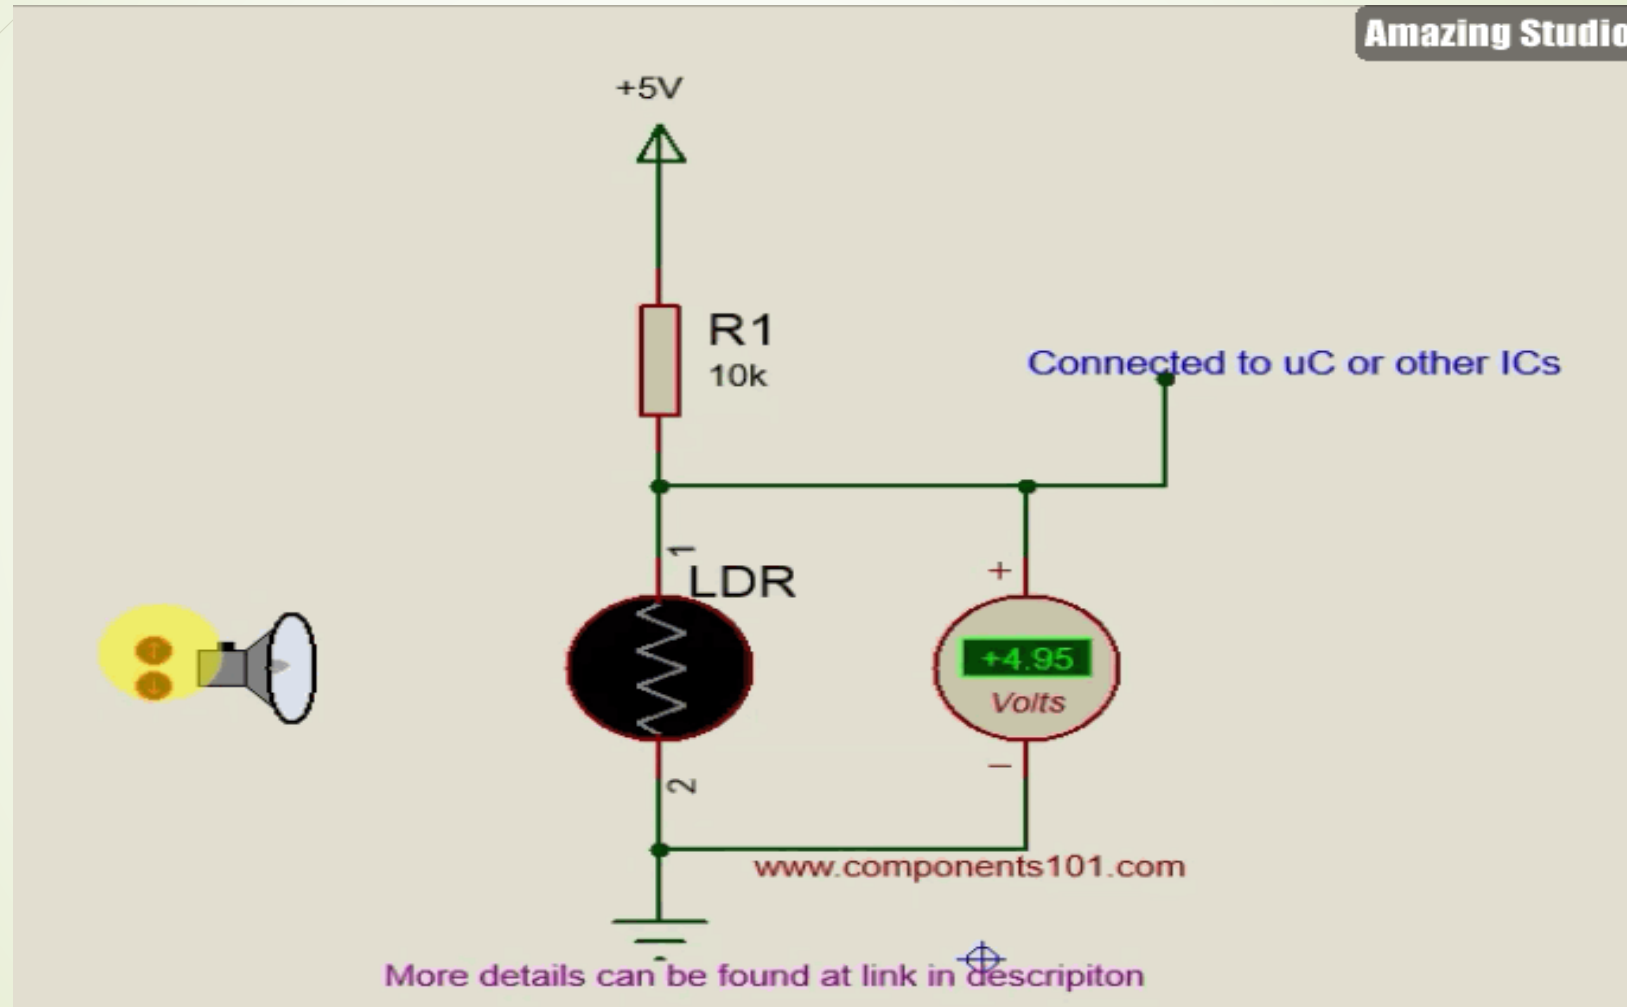 Amazing Studio
+5V
R1
10k
Connected to uC or other ICs
1
LDR
+
+4.95
Volts
–
2
www.components101.com
More details can be found at link in descripiton